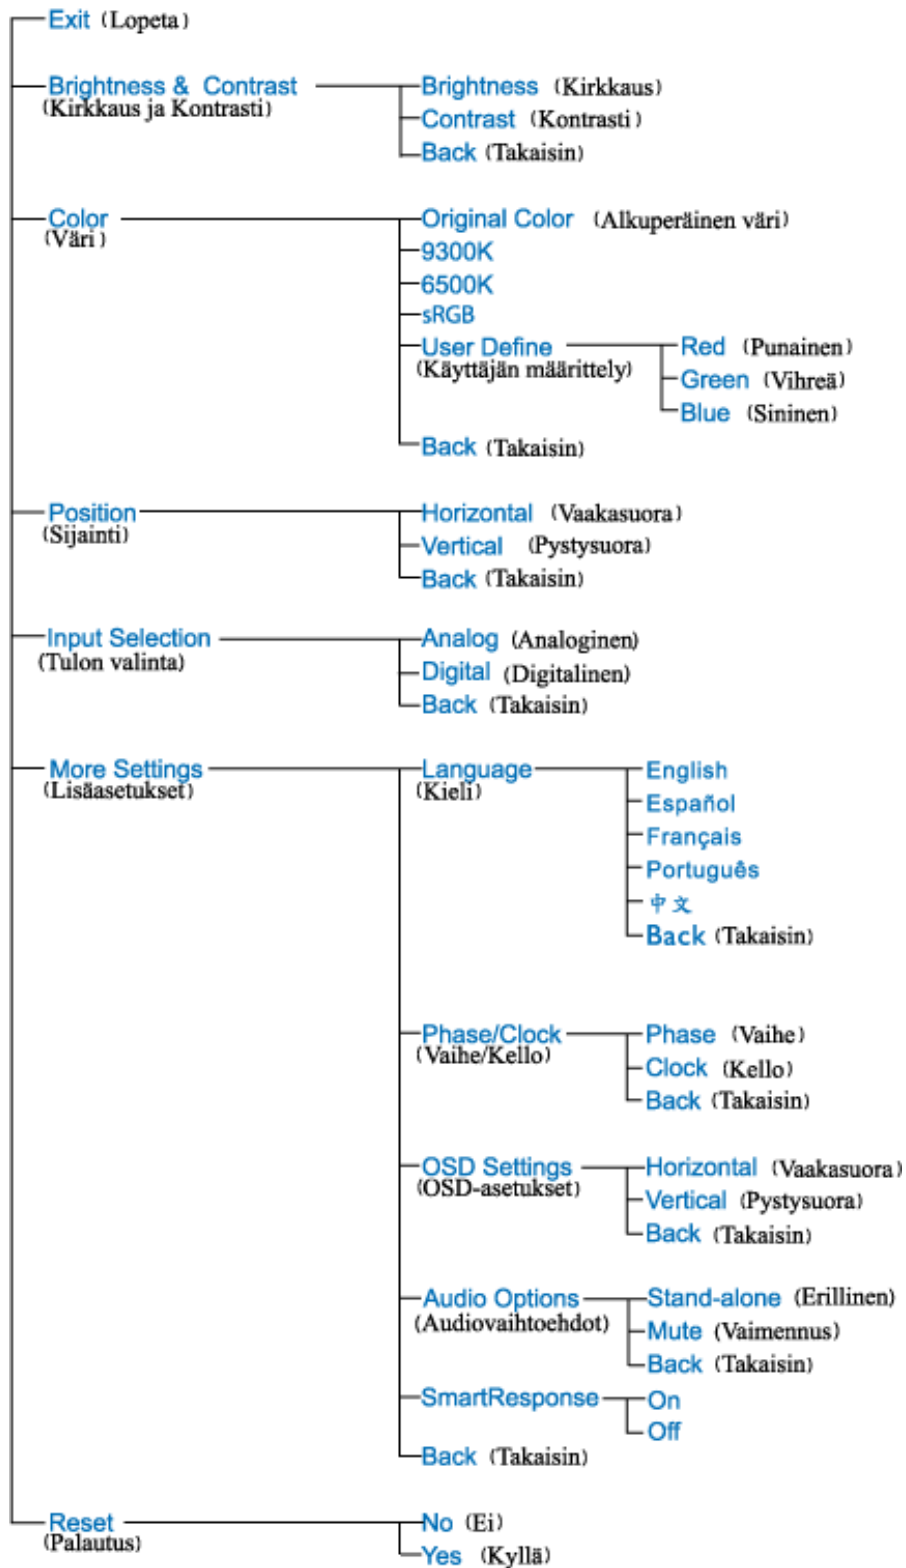 Exit (Lopeta)
Brightness & Contrast
(Kirkkaus ja Kontrasti)
Brightness (Kirkkaus)
Contrast (Kontrasti)
Back (Takaisin)
Color
(Väri)
Original Color (Alkuperäinen väri)
9300K
6500K
sRGB
User Define
(Käyttäjän määrittely)
Red (Punainen)
Green (Vihreä)
Blue (Sininen)
Back (Takaisin)
Position
(Sijainti)
Horizontal (Vaakasuora)
Vertical (Pystysuora)
Back (Takaisin)
Input Selection
(Tulon valinta)
Analog (Analoginen)
Digital (Digitalinen)
Back (Takaisin)
More Settings
(Lisäasetukset)
Language
(Kieli)
English
Español
Français
Português
中文
Back (Takaisin)
Phase/Clock
(Vaihe/Kello)
Phase (Vaihe)
Clock (Kello)
Back (Takaisin)
OSD Settings
(OSD-asetukset)
Horizontal (Vaakasuora)
Vertical (Pystysuora)
Back (Takaisin)
Audio Options
(Audiovaihtoehdot)
Stand-alone (Erillinen)
Mute (Vaimennus)
Back (Takaisin)
SmartResponse
On
Off
Back (Takaisin)
Reset
(Palautus)
No (Ei)
Yes (Kyllä)